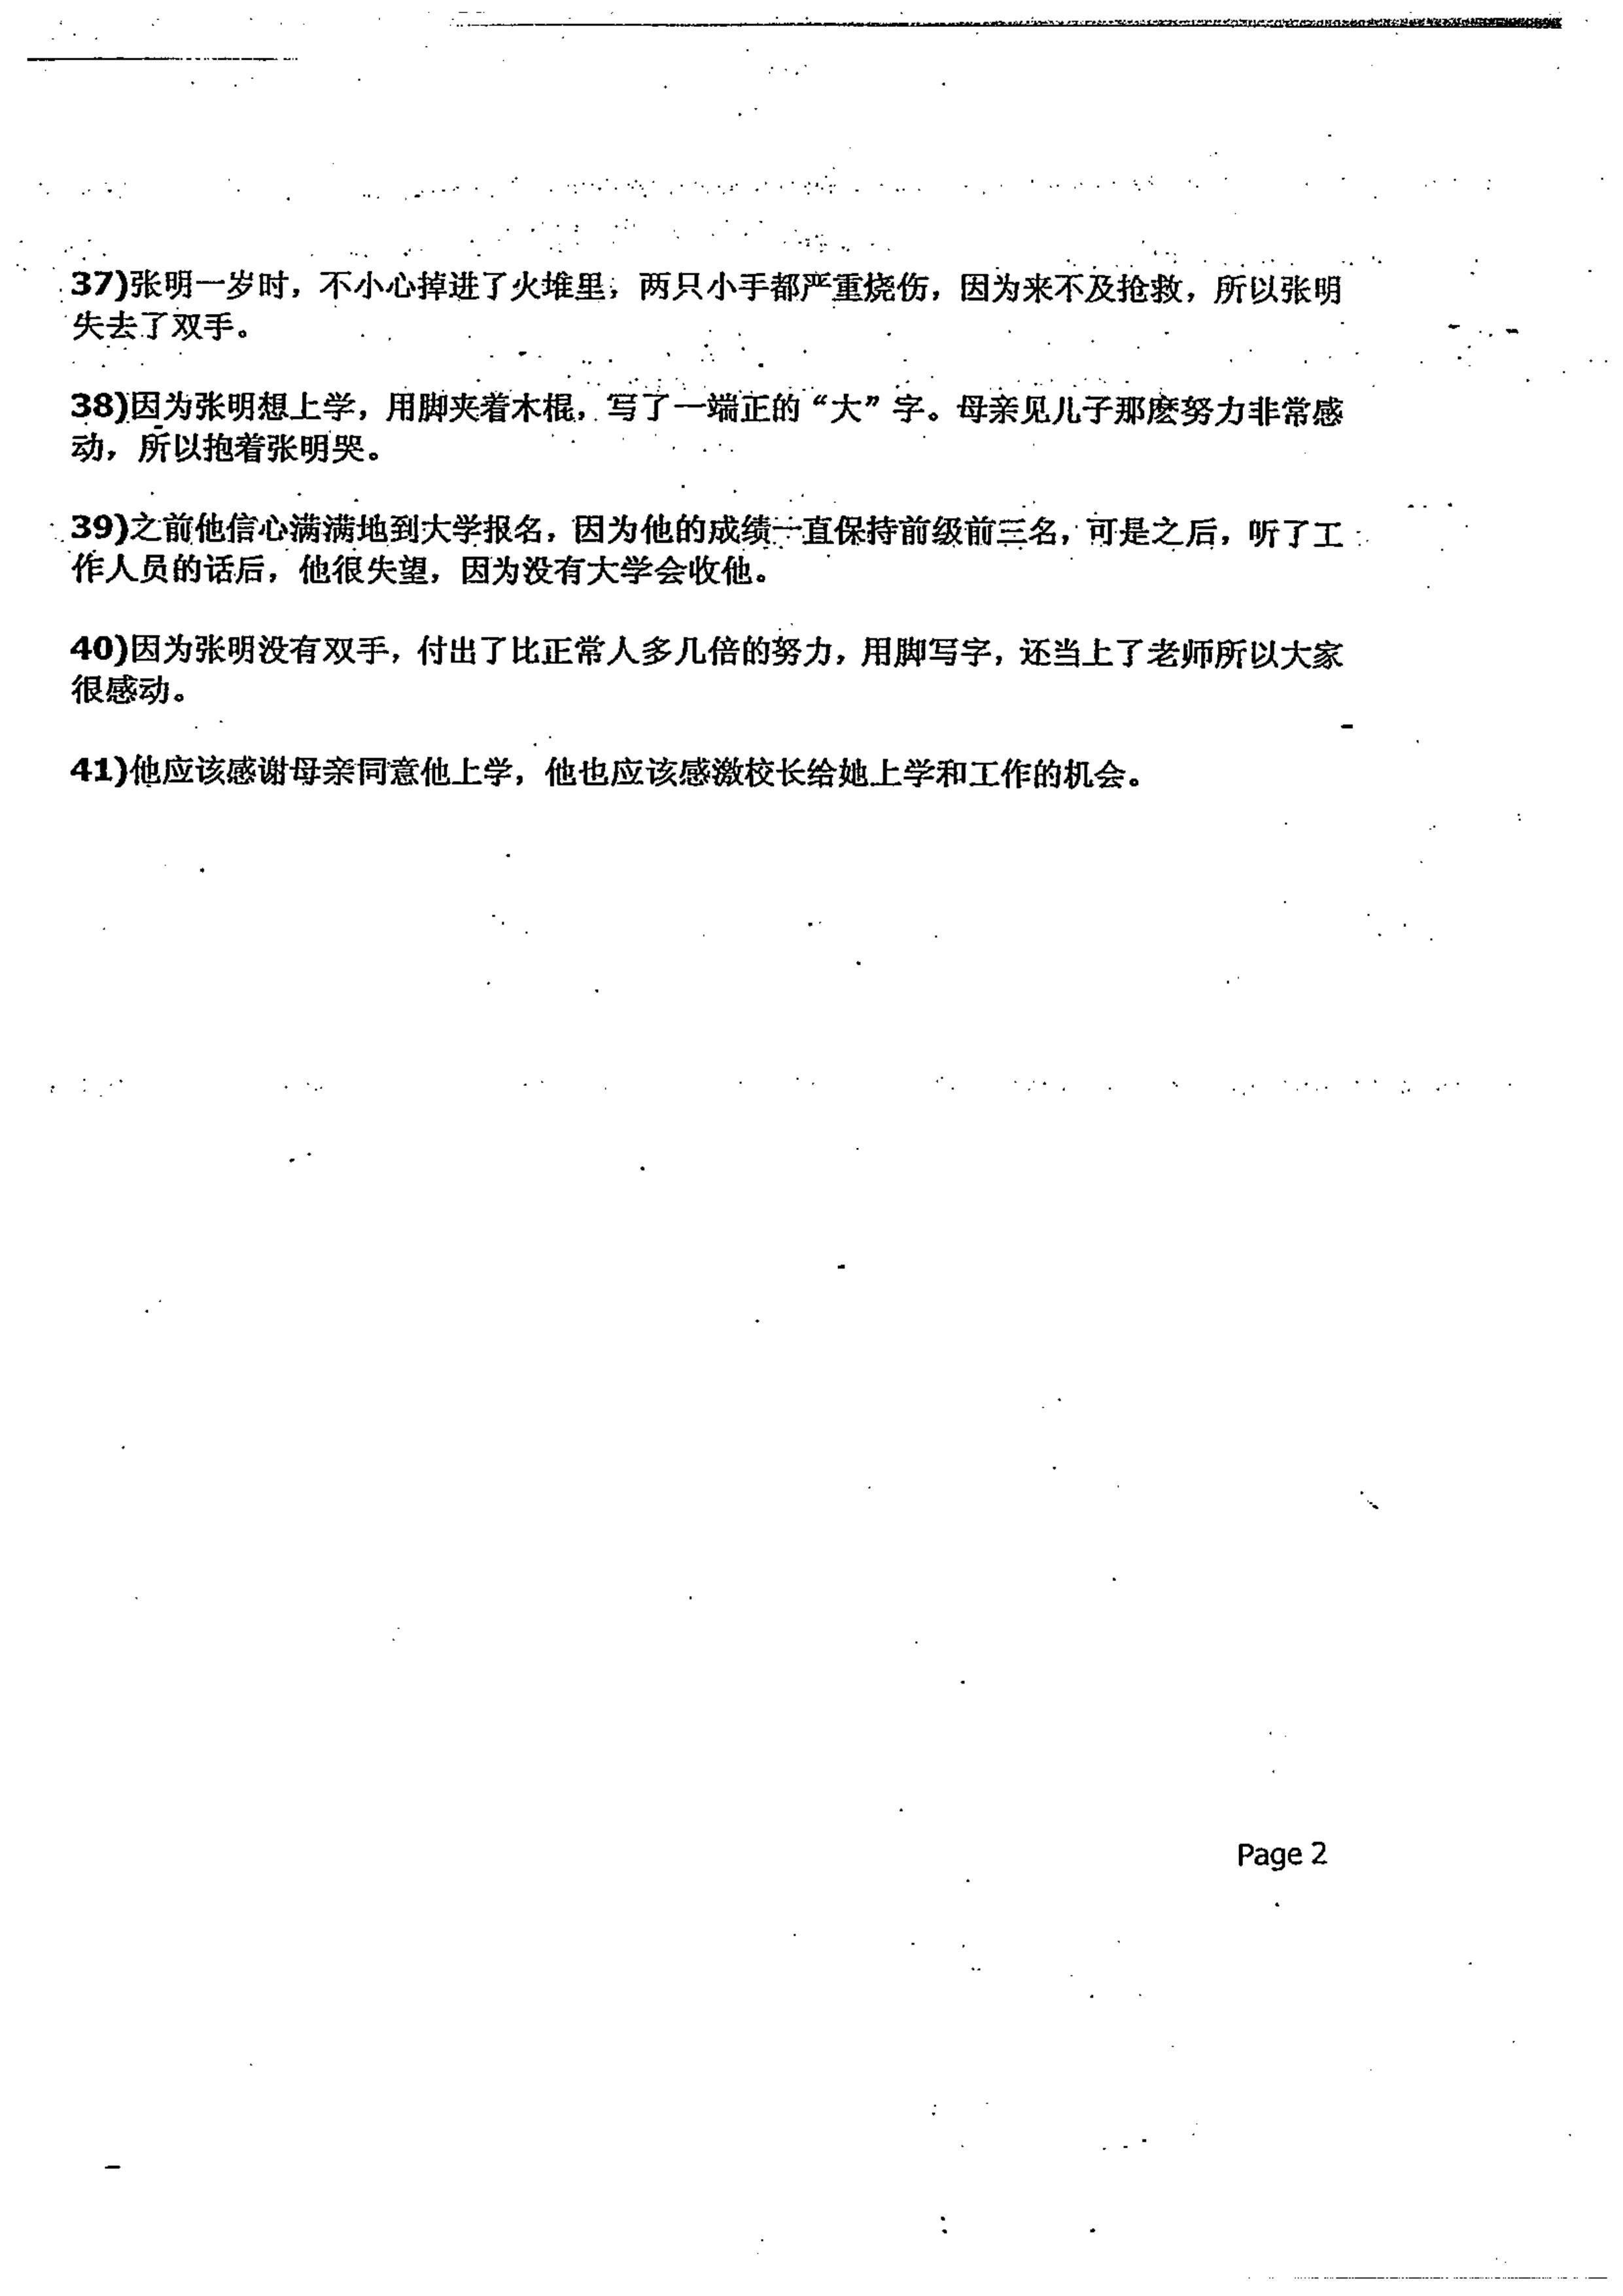 37)张明一岁时，不小心掉进了火堆里，两只小手都严重烧伤，因为来不及抢救，所以张明
失去了双手。
38)因为张明想上学，用脚夹着木棍，写了一端正的“大”字。母亲见儿子那麽努力非常感
动，所以抱着张明哭。
39)之前他信心满满地到大学报名，因为他的成绩一直保持前级前三名，可是之后，听了工
作人员的话后，他很失望，因为没有大学会收他。
40)因为张明没有双手，付出了比正常人多几倍的努力，用脚写字，还当上了老师所以大家
很感动。
41)他应该感谢母亲同意他上学，他也应该感激校长给她上学和工作的机会。
Page 2